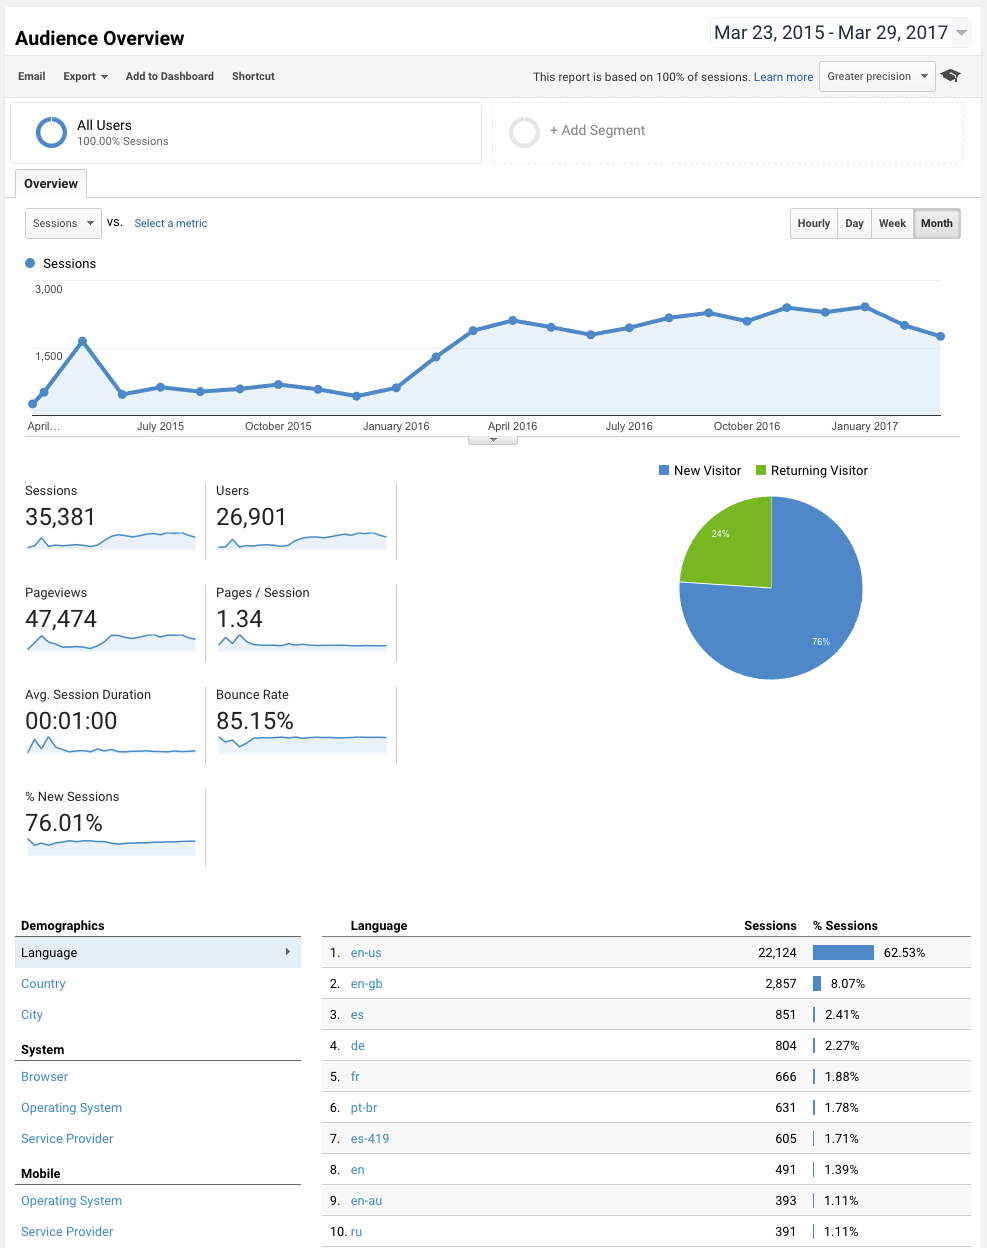 Audience Overview
Mar 23, 2015 - Mar 29, 2017
Email Export Add to Dashboard Shortcut
This report is based on 100% of sessions. Learn more Greater precision
All Users
100.00% Sessions
+ Add Segment
Overview
Sessions vs. Select a metric
Hourly Day Week Month
Sessions
3,000
1,500
April... July 2015 October 2015 January 2016 April 2016 July 2016 October 2016 January 2017
New Visitor Returning Visitor
24%
76%
Sessions
35,381
Users
26,901
Pageviews
47,474
Pages / Session
1.34
Avg. Session Duration
00:01:00
Bounce Rate
85.15%
% New Sessions
76.01%
Demographics
Language
Country
City
System
Browser
Operating System
Service Provider
Mobile
Operating System
Service Provider
Language Sessions % Sessions
1. en-us 22,124 62.53%
2. en-gb 2,857 8.07%
3. es 851 2.41%
4. de 804 2.27%
5. fr 666 1.88%
6. pt-br 631 1.78%
7. es-419 605 1.71%
8. en 491 1.39%
9. en-au 393 1.11%
10. ru 391 1.11%